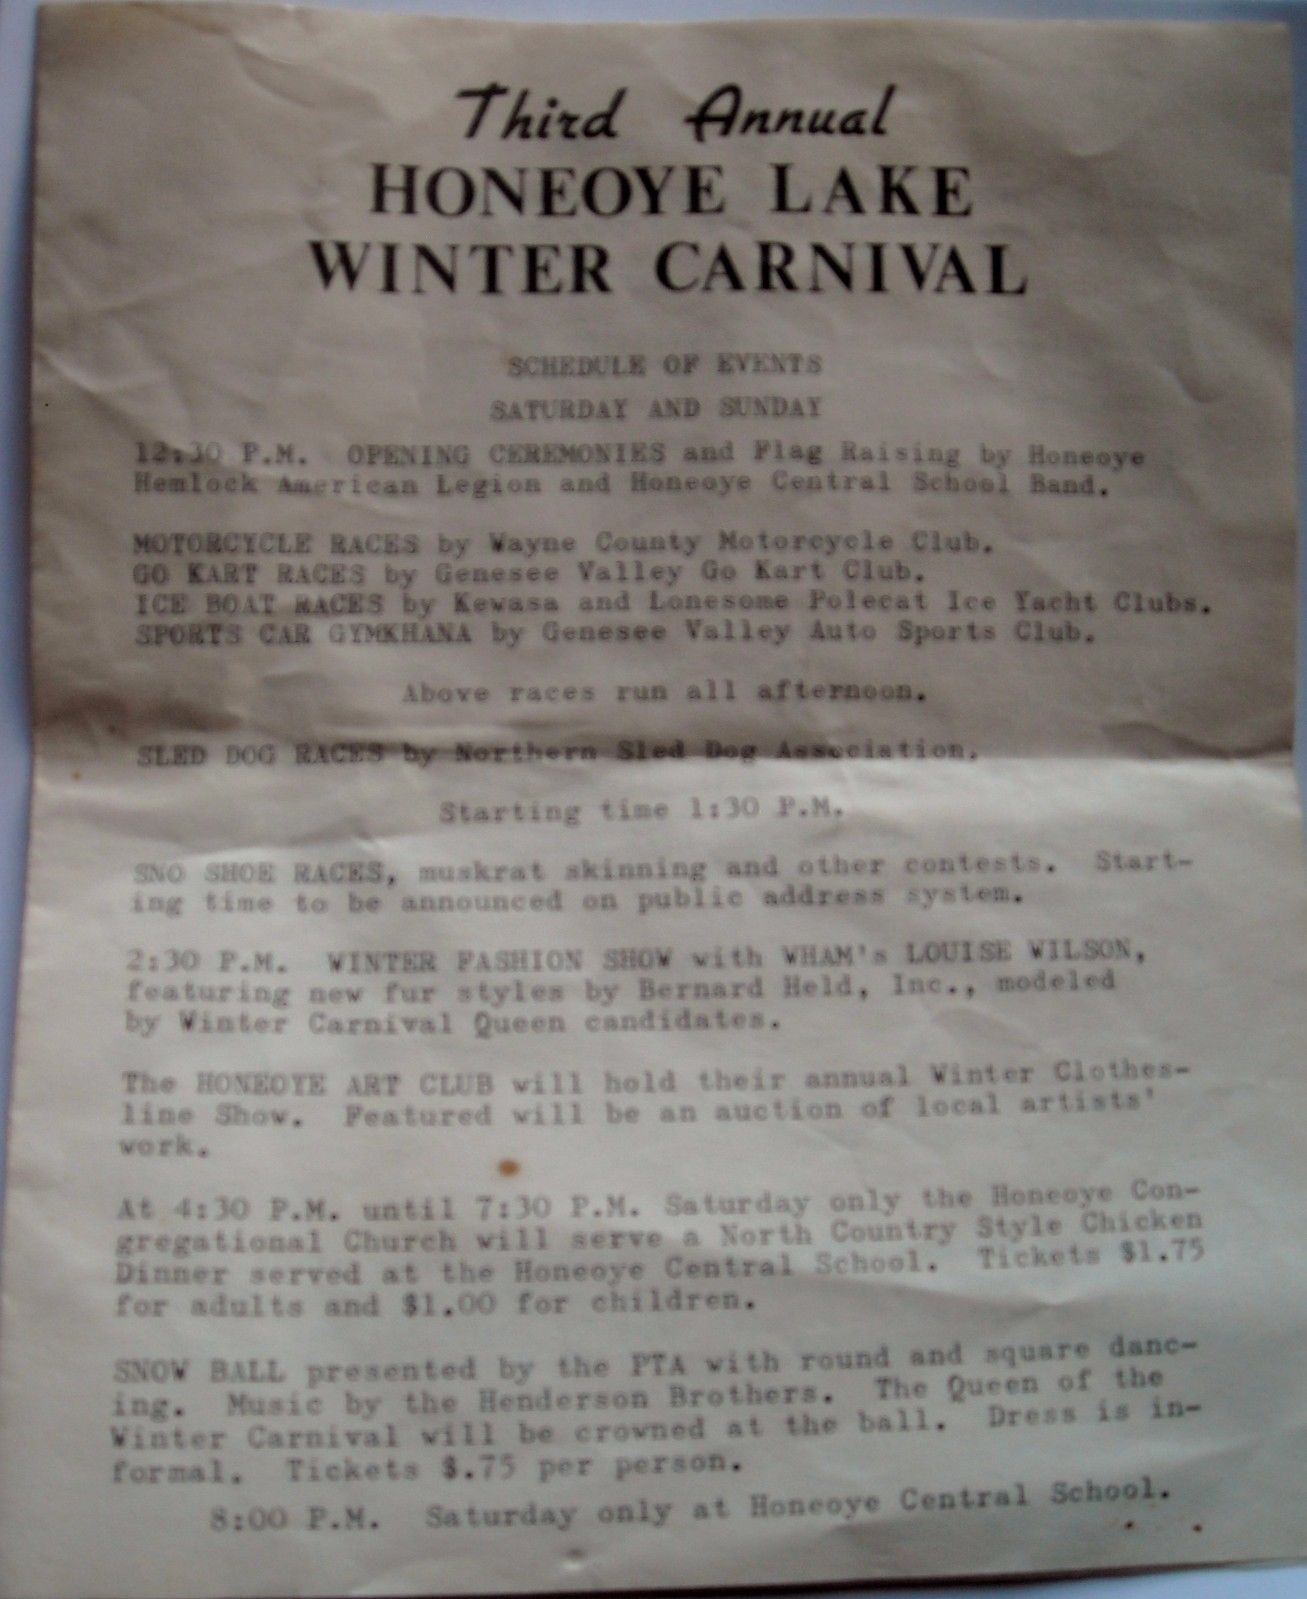 Third Annual
HONEOYE LAKE
WINTER CARNIVAL
SCHEDULE OF EVENTS
SATURDAY AND SUNDAY
12:30 P.M. OPENING CEREMONIES and Flag Raising by Honeoye
Hemlock American Legion and Honeoye Central School Band.
MOTORCYCLE RACES by Wayne County Motorcycle Club.
GO KART RACES by Genesee Valley Go Kart Club.
ICE BOAT RACES by Kewasa and Lonesome Polecat Ice Yacht Clubs.
SPORTS CAR GYMKHANA by Genesee Valley Auto Sports Club.
Above races run all afternoon.
SLED DOG RACES by Northern Sled Dog Association.
Starting time 1:30 P.M.
SNO SHOE RACES, muskrat skinning and other contests. Start-
ing time to be announced on public address system.
2:30 P.M. WINTER FASHION SHOW with WHAM's LOUISE WILSON,
featuring new fur styles by Bernard Held, Inc., modeled
by Winter Carnival Queen candidates.
The HONEOYE ART CLUB will hold their annual Winter Clothes-
line Show. Featured will be an auction of local artists'
work.
At 4:30 P.M. until 7:30 P.M. Saturday only the Honeoye Con-
gregational Church will serve a North Country Style Chicken
Dinner served at the Honeoye Central School. Tickets $1.75
for adults and $1.00 for children.
SNOW BALL presented by the PTA with round and square danc-
ing. Music by the Henderson Brothers. The Queen of the
Winter Carnival will be crowned at the ball. Dress is in-
formal. Tickets $.75 per person.
8:00 P.M. Saturday only at Honeoye Central School.